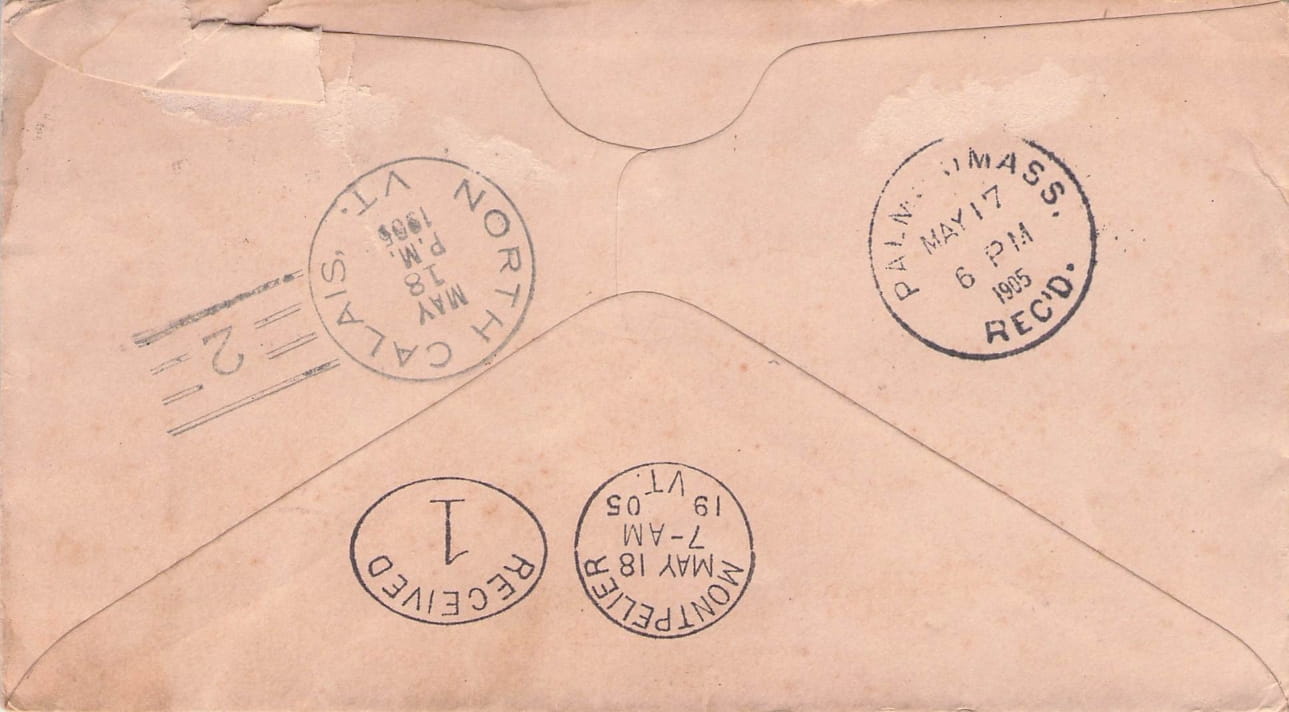 NORTH CALAIS,
VT.
MAY
18
P.M.
2
MASS.
MAY 17
6 PM
1905
REC'D.
RECEIVED
1
MONTPELIER
MAY 18
7-AM
19 05
VT.